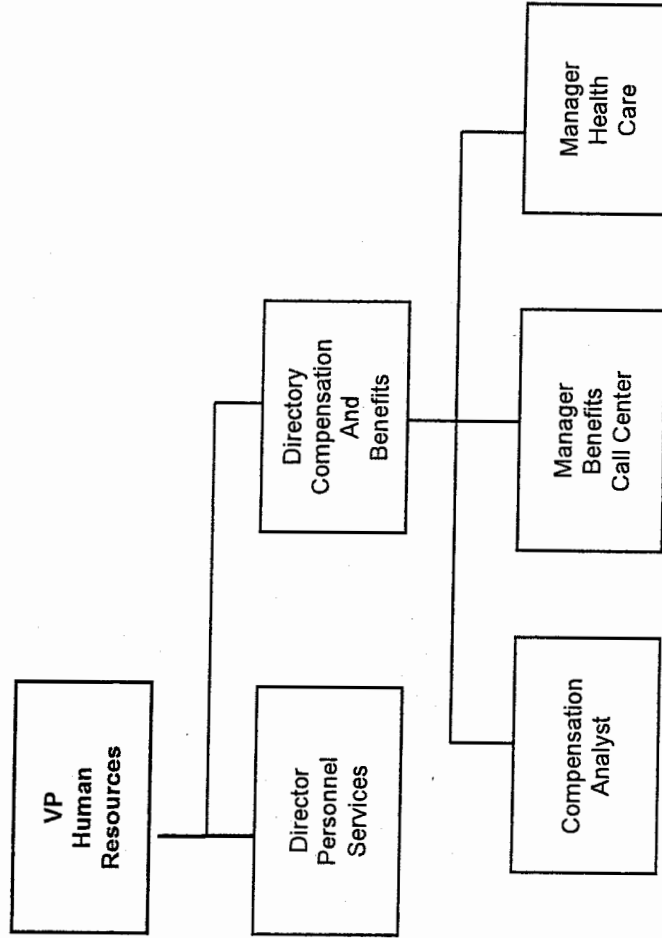 VP
Human
Resources
Director
Personnel
Services
Directory
Compensation
And
Benefits
Compensation
Analyst
Manager
Benefits
Call Center
Manager
Health
Care